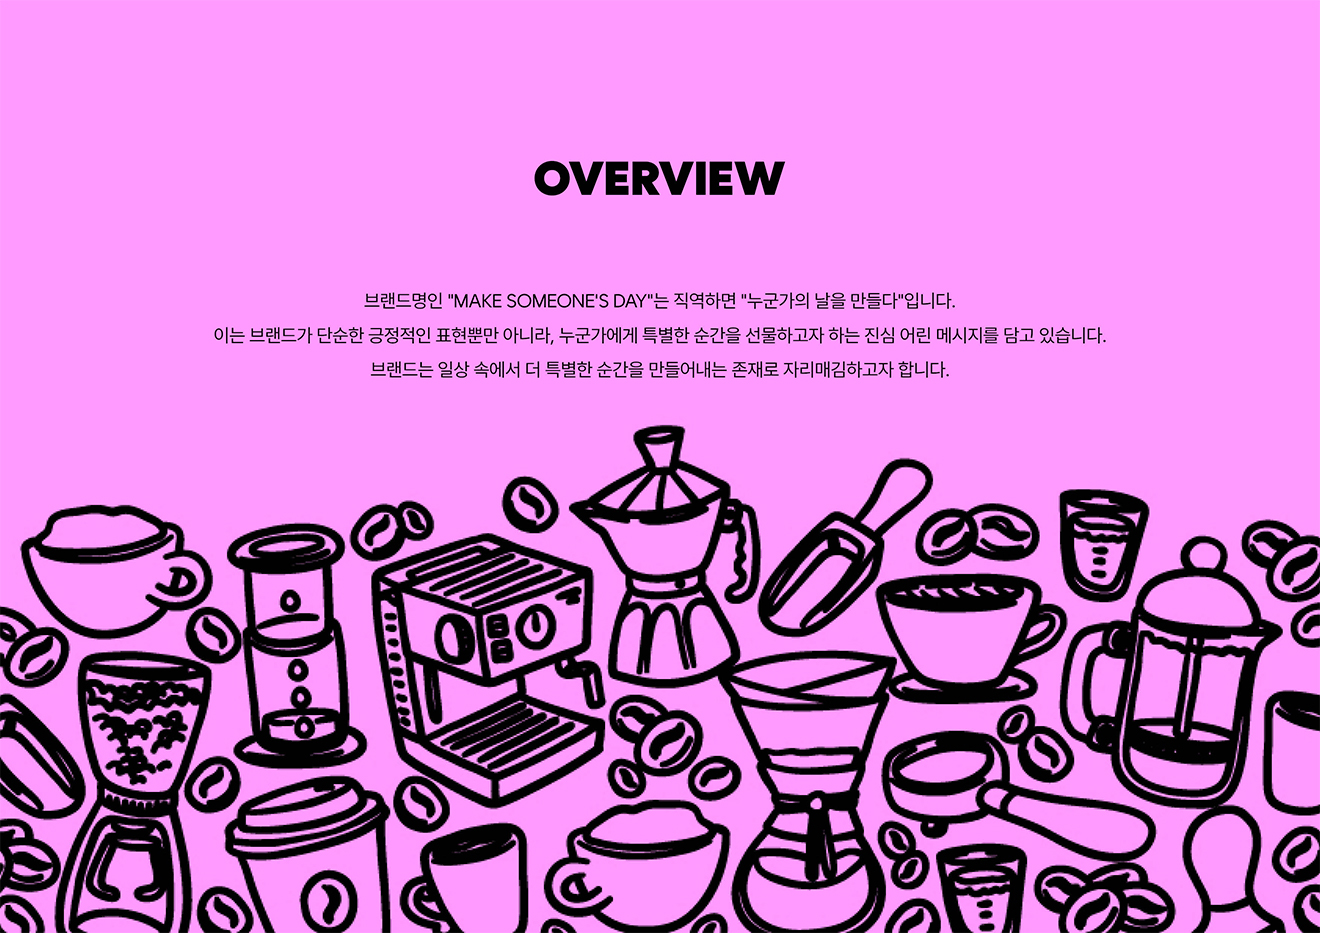 OVERVIEW
브랜드명인 "MAKE SOMEONE'S DAY"는 직역하면 "누군가의 날을 만들다"입니다.
이는 브랜드가 단순한 긍정적인 표현뿐만 아니라, 누군가에게 특별한 순간을 선물하고자 하는 진심 어린 메시지를 담고 있습니다.
브랜드는 일상 속에서 더 특별한 순간을 만들어내는 존재로 자리매김하고자 합니다.